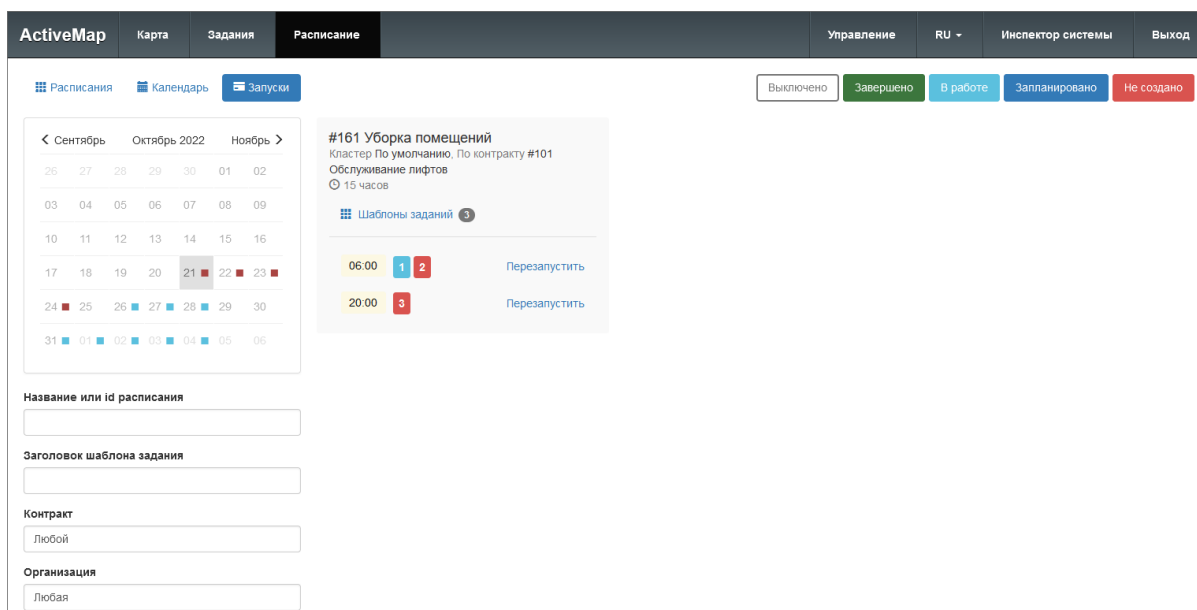 ActiveMap Карта Задания Расписание Управление RU Инспектор системы Выход
Расписания Календарь Запуски Выключено Завершено В работе Запланировано Не создано
Сентябрь Октябрь 2022 Ноябрь
26 27 28 29 30 01 02
03 04 05 06 07 08 09
10 11 12 13 14 15 16
17 18 19 20 21 22 23
24 25 26 27 28 29 30
31 01 02 03 04 05 06
#161 Уборка помещений
Кластер По умолчанию, По контракту #101
Обслуживание лифтов
15 часов
Шаблоны заданий 3
06:00 1 2 Перезапустить
20:00 3 Перезапустить
Название или id расписания
Заголовок шаблона задания
Контракт
Любой
Организация
Любая